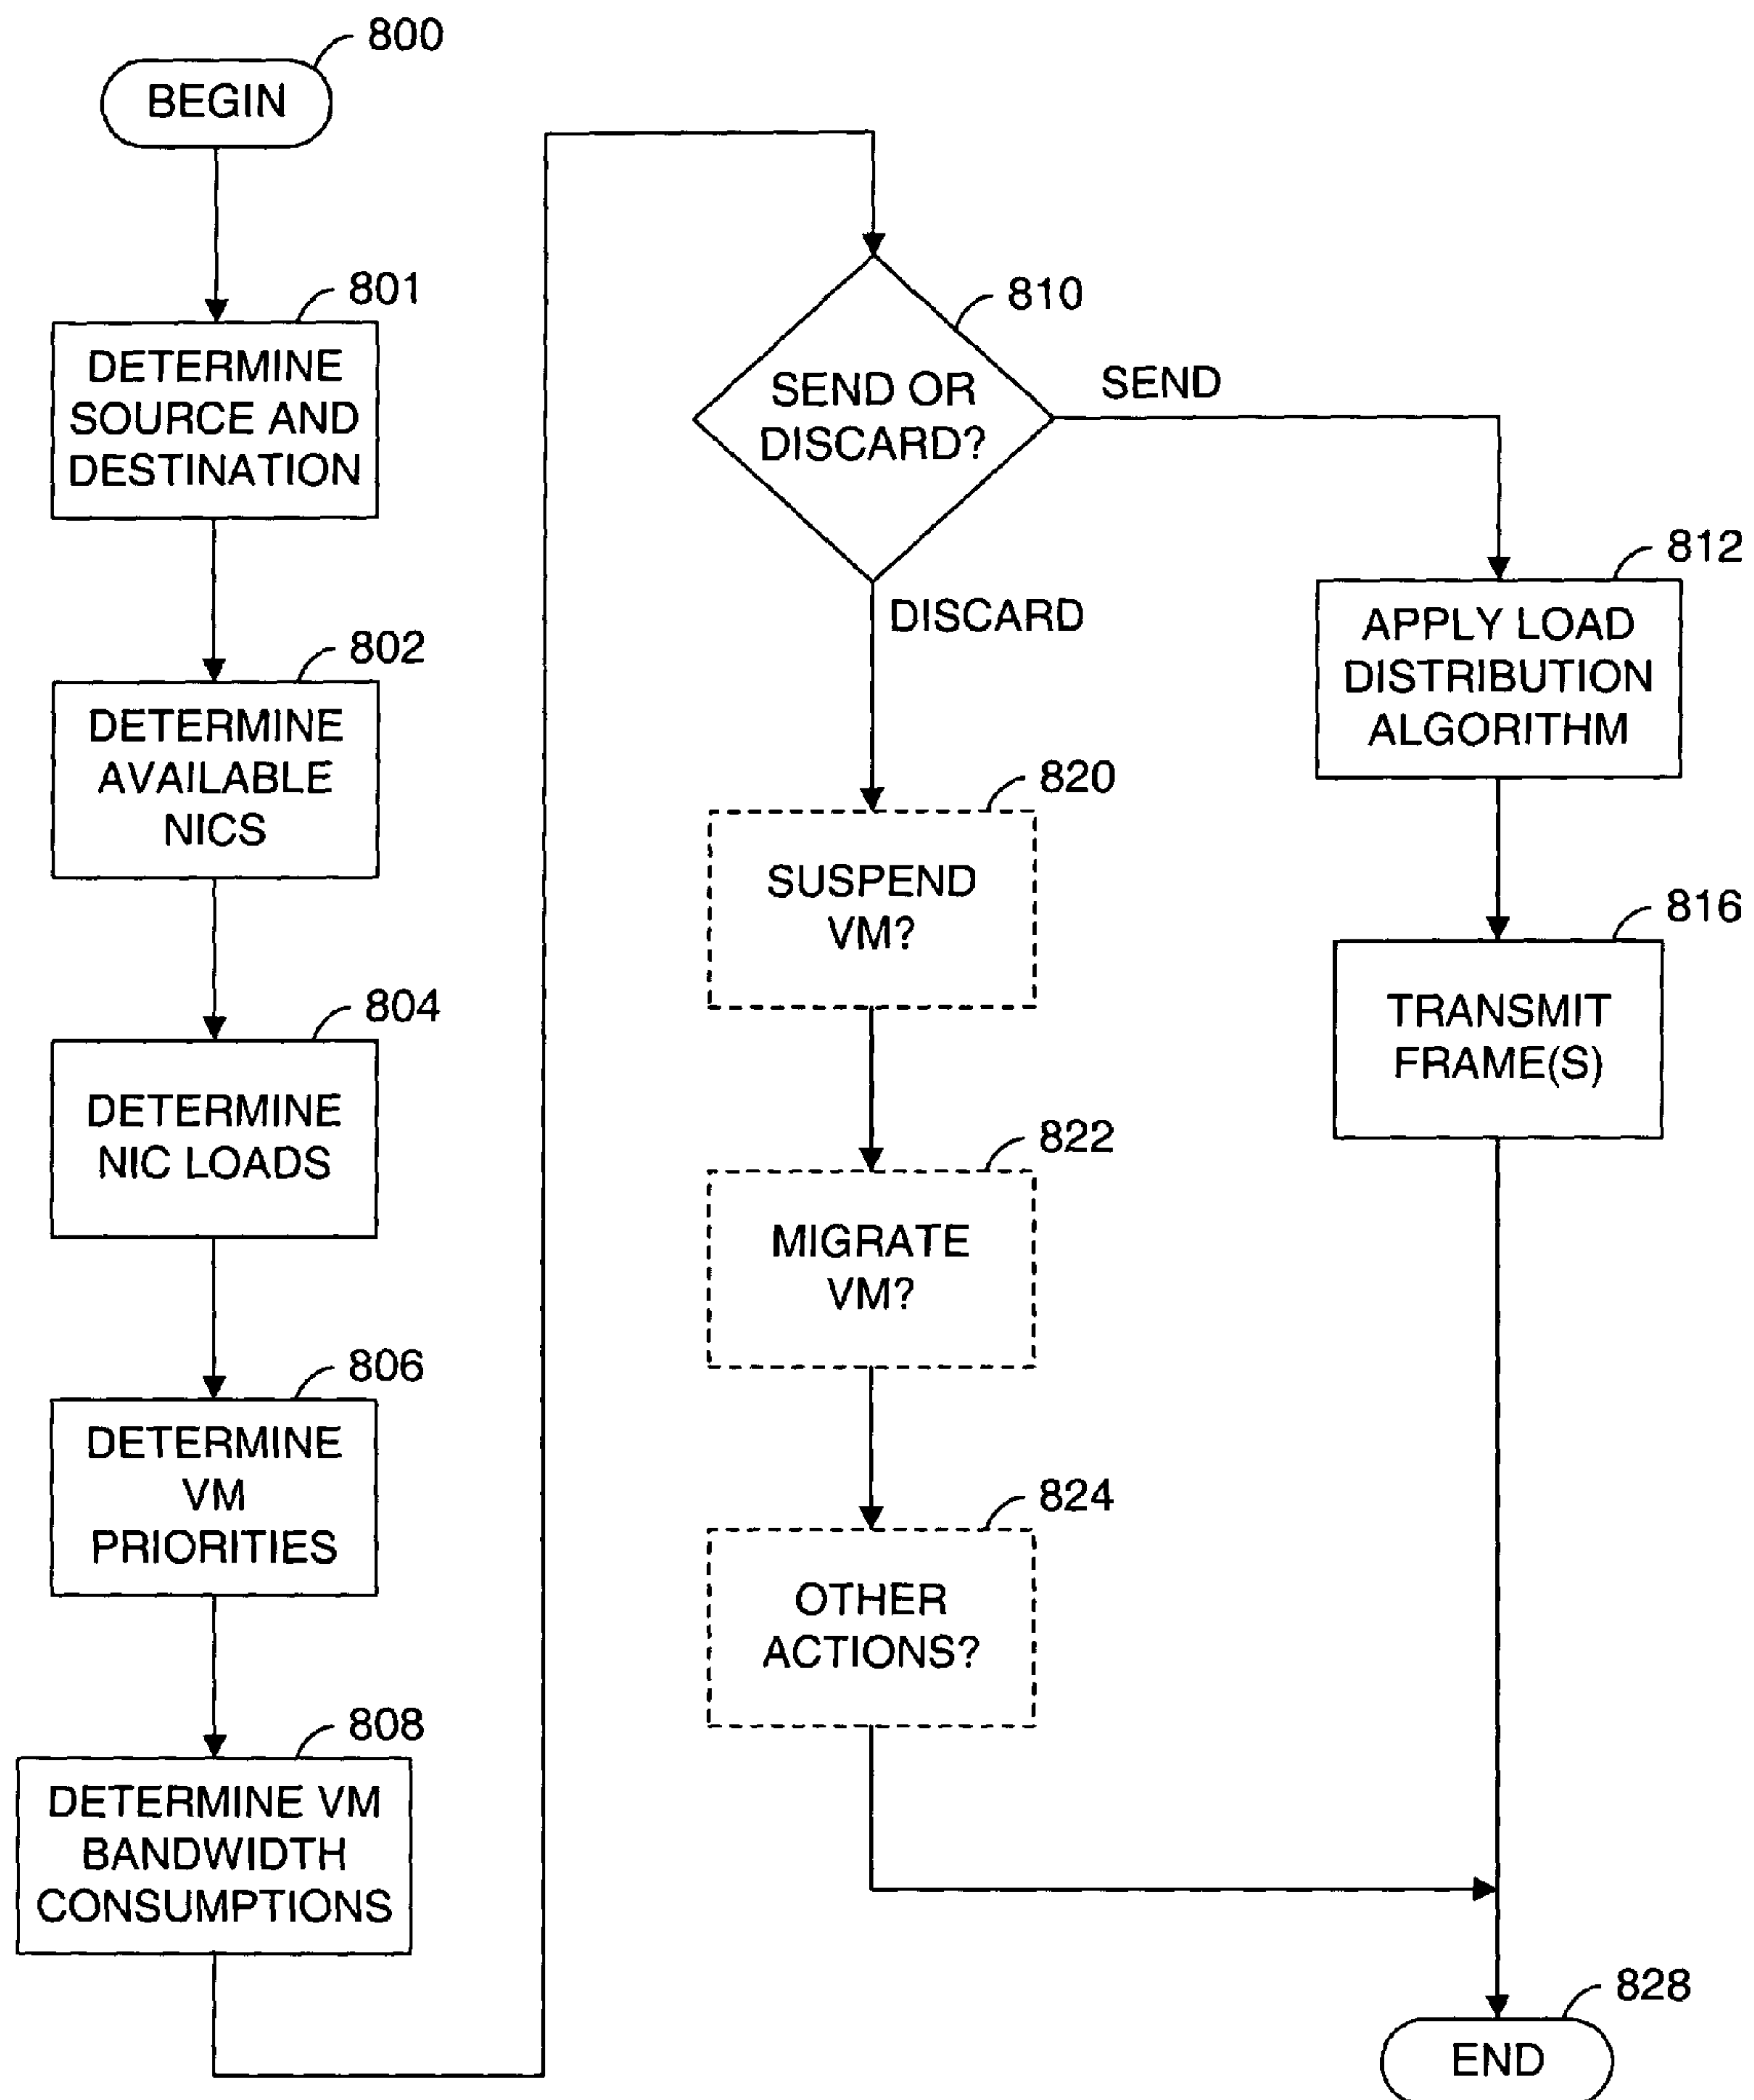 800
BEGIN
801
DETERMINE
SOURCE AND
DESTINATION
802
DETERMINE
AVAILABLE
NICS
804
DETERMINE
NIC LOADS
806
DETERMINE
VM
PRIORITIES
808
DETERMINE VM
BANDWIDTH
CONSUMPTIONS
810
SEND OR
DISCARD?
SEND
DISCARD
812
APPLY LOAD
DISTRIBUTION
ALGORITHM
816
TRANSMIT
FRAME(S)
820
SUSPEND
VM?
822
MIGRATE
VM?
824
OTHER
ACTIONS?
828
END